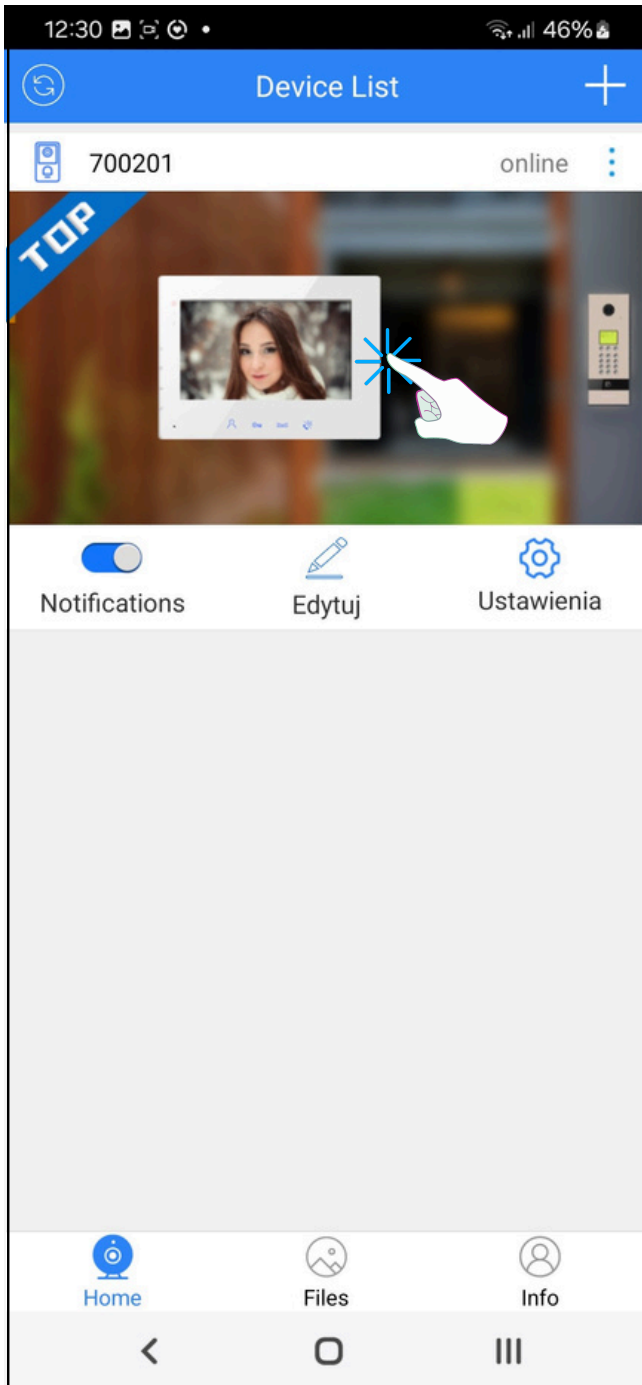 12:30 46%
Device List
700201 online
TOP
Notifications Edytuj Ustawienia
Home Files Info